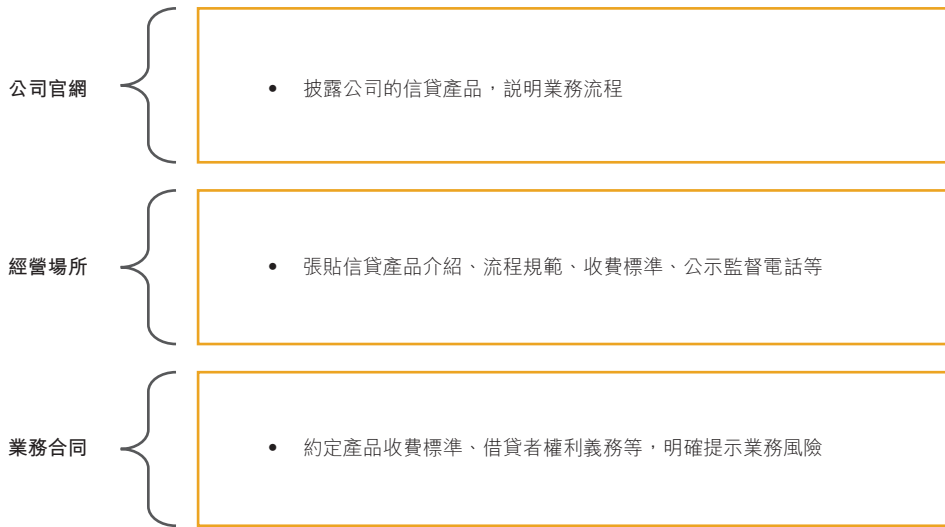 公司官網
• 披露公司的信貸產品，説明業務流程
經營場所
• 張貼信貸產品介紹、流程規範、收費標準、公示監督電話等
業務合同
• 約定產品收費標準、借貸者權利義務等，明確提示業務風險